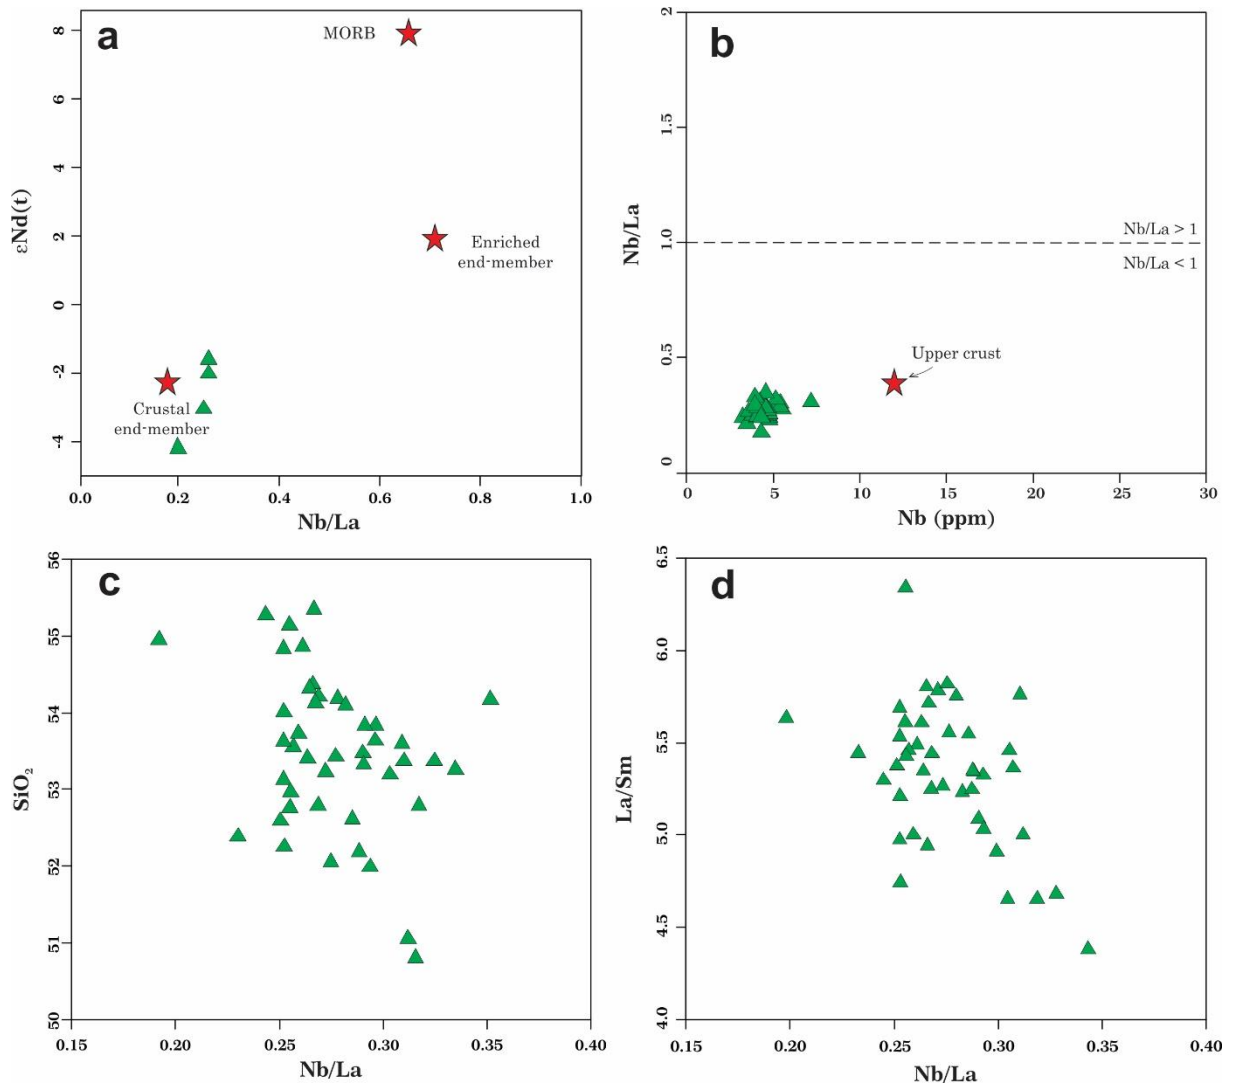 a
8
6
4
2
0
-2
-4
εNd(t)
MORB
Enriched
end-member
Crustal
end-member
0.0
0.2
0.4
0.6
0.8
1.0
Nb/La
b
2
1.5
1.0
0.5
0
Nb/La
Nb/La > 1
Nb/La < 1
Upper crust
0
5
10
15
20
25
30
Nb (ppm)
c
56
55
54
53
52
51
50
SiO₂
0.15
0.20
0.25
0.30
0.35
0.40
Nb/La
d
6.5
6.0
5.5
5.0
4.5
4.0
La/Sm
0.15
0.20
0.25
0.30
0.35
0.40
Nb/La